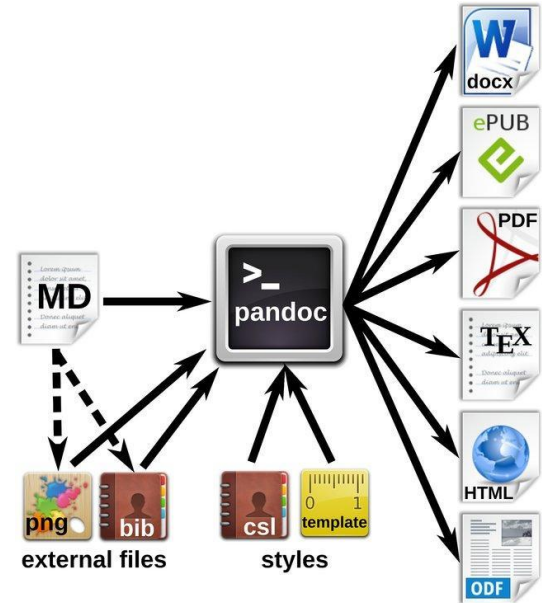 docx
ePUB
PDF
MD
>_
pandoc
TEX
HTML
png
bib
csl
0 1
template
external files
styles
ODF